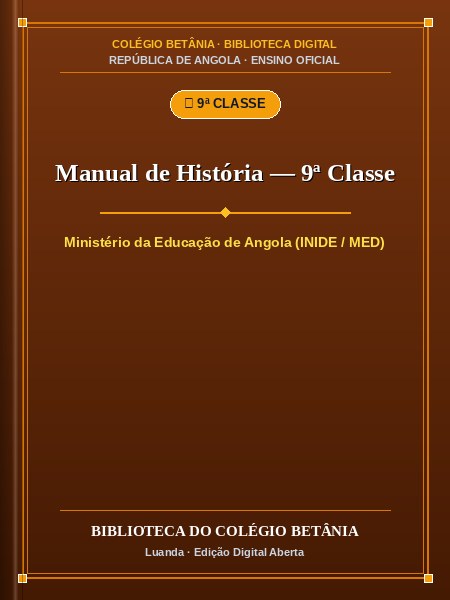 COLÉGIO BETÂNIA · BIBLIOTECA DIGITAL
REPÚBLICA DE ANGOLA · ENSINO OFICIAL
9ª CLASSE
Manual de História — 9ª Classe
Ministério da Educação de Angola (INIDE / MED)
BIBLIOTECA DO COLÉGIO BETÂNIA
Luanda · Edição Digital Aberta